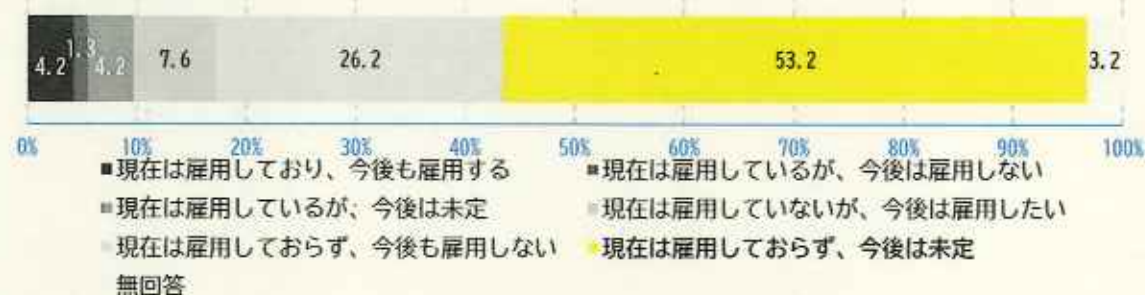 4.2 1.3 4.2 7.6 26.2 53.2 3.2
0% 10% 20% 30% 40% 50% 60% 70% 80% 90% 100%
■現在は雇用しており、今後も雇用する ■現在は雇用しているが、今後は雇用しない
■現在は雇用しているが、今後は未定 ■現在は雇用していないが、今後は雇用したい
■現在は雇用しておらず、今後も雇用しない ■現在は雇用しておらず、今後は未定
無回答